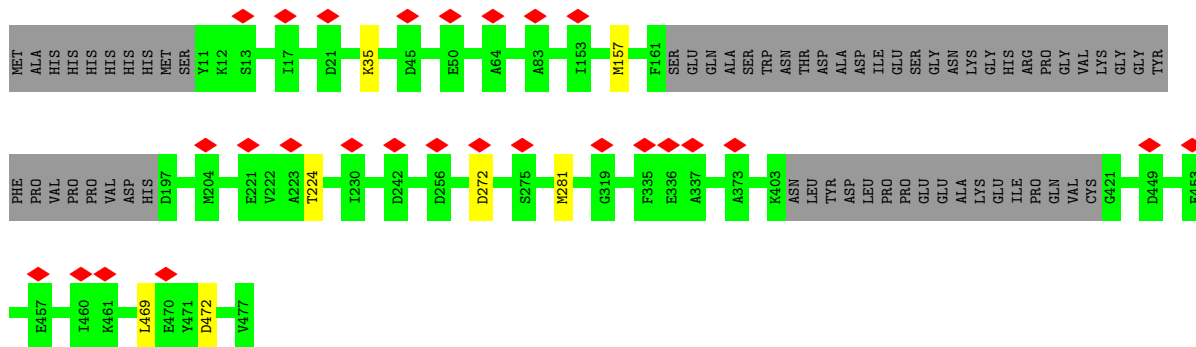 MET ALA HIS HIS HIS HIS HIS HIS MET SER Y11 K12 S13 I17 D21 K35 D45 E50 A64 A83 I153 M157 F161 SER GLU GLN ALA SER TRP ASN THR ASP ALA ASP ILE GLU SER GLY ASN LYS GLY HIS ARG PRO GLY VAL LYS GLY GLY TYR
PHE PRO VAL PRO PRO VAL ASP HIS D197 M204 E221 V222 A223 T224 I230 D242 D256 D272 S275 M281 G319 F335 E336 A337 A373 K403 ASN LEU TYR ASP LEU PRO PRO GLU GLU ALA LYS GLU ILE PRO GLN VAL CYS G421 D449
E457 I460 K461 L469 E470 Y471 D472 V477